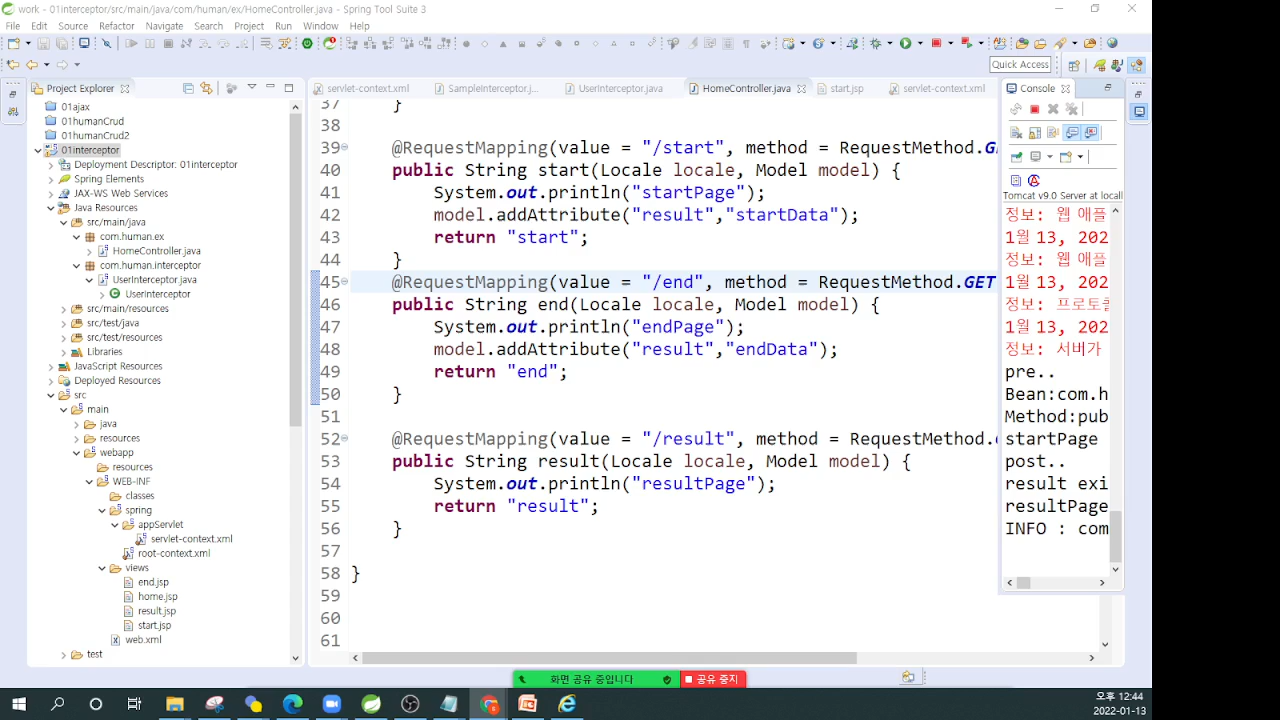 work - 01interceptor/src/main/java/com/human/ex/HomeController.java - Spring Tool Suite 3
File Edit Source Refactor Navigate Search Project Run Window Help
Quick Access
Project Explorer
01ajax
01humanCrud
01humanCrud2
01interceptor
Deployment Descriptor: 01interceptor
Spring Elements
JAX-WS Web Services
Java Resources
src/main/java
com.human.ex
HomeController.java
com.human.interceptor
UserInterceptor.java
UserInterceptor
src/main/resources
src/test/java
src/test/resources
Libraries
JavaScript Resources
Deployed Resources
src
main
java
resources
webapp
resources
WEB-INF
classes
spring
appServlet
servlet-context.xml
root-context.xml
views
end.jsp
home.jsp
result.jsp
start.jsp
web.xml
test
servlet-context.xml SampleInterceptor.j... UserInterceptor.java HomeController.java start.jsp servlet-context.xml
37 }
38
39 @RequestMapping(value = "/start", method = RequestMethod.G
40 public String start(Locale locale, Model model) {
41 System.out.println("startPage");
42 model.addAttribute("result","startData");
43 return "start";
44 }
45 @RequestMapping(value = "/end", method = RequestMethod.GET
46 public String end(Locale locale, Model model) {
47 System.out.println("endPage");
48 model.addAttribute("result","endData");
49 return "end";
50 }
51
52 @RequestMapping(value = "/result", method = RequestMethod.
53 public String result(Locale locale, Model model) {
54 System.out.println("resultPage");
55 return "result";
56 }
57
58 }
59
60
61
Console
Tomcat v9.0 Server at locall
정보: 웹 애플
1월 13, 202
정보: 웹 애플
1월 13, 202
정보: 프로토콜
1월 13, 202
정보: 서버가
pre..
Bean:com.h
Method:pub
startPage
post..
result exi
resultPage
INFO : com
화면 공유 중입니다 공유 중지
오후 12:44
2022-01-13